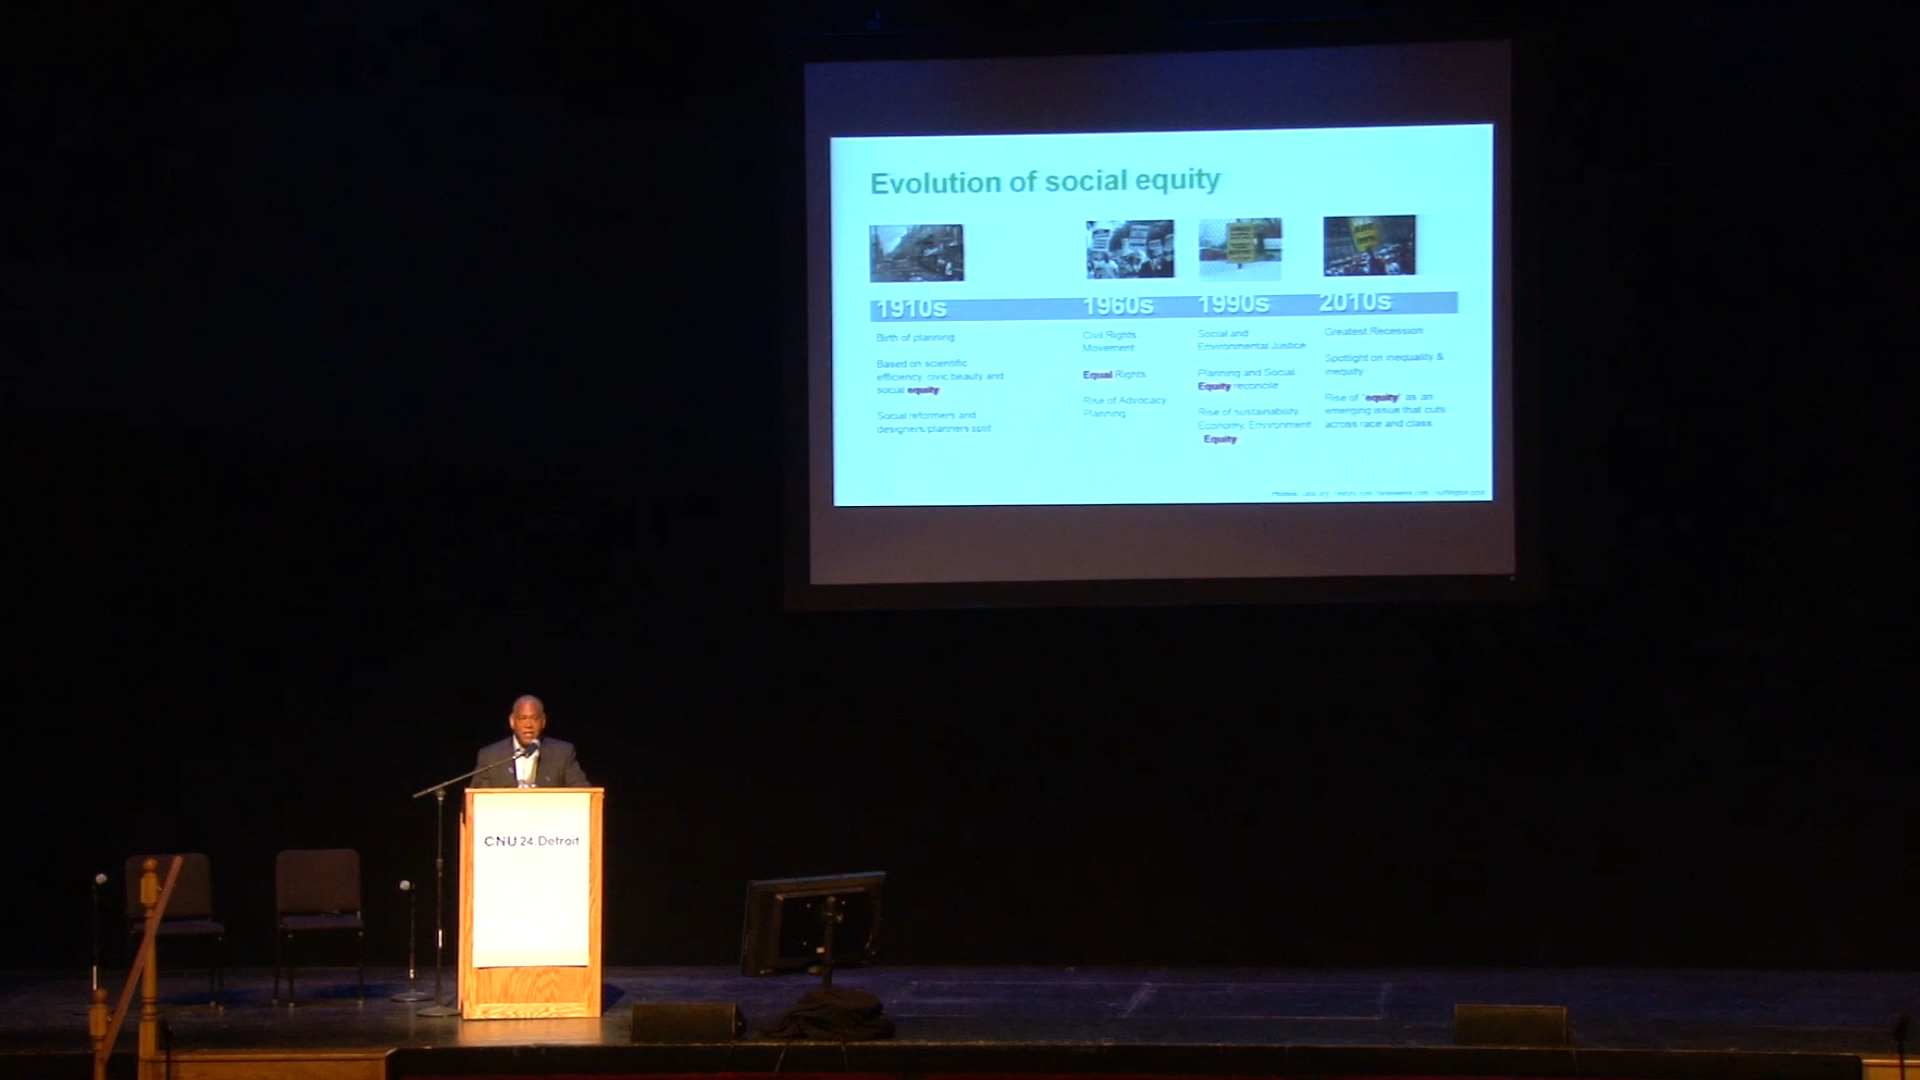 Evolution of social equity
1910s
Birth of planning
Based on scientific
efficiency, civic beauty and
social equity
Social reformers and
designers/planners split
1960s
Civil Rights
Movement
Equal Rights
Rise of Advocacy
Planning
1990s
Social and
Environmental Justice
Planning and Social
Equity reconcile
Rise of sustainability
Economy, Environment
Equity
2010s
Greatest Recession
Spotlight on inequality &
inequity
Rise of "equity" as an
emerging issue that cuts
across race and class
CNU 24.Detroit